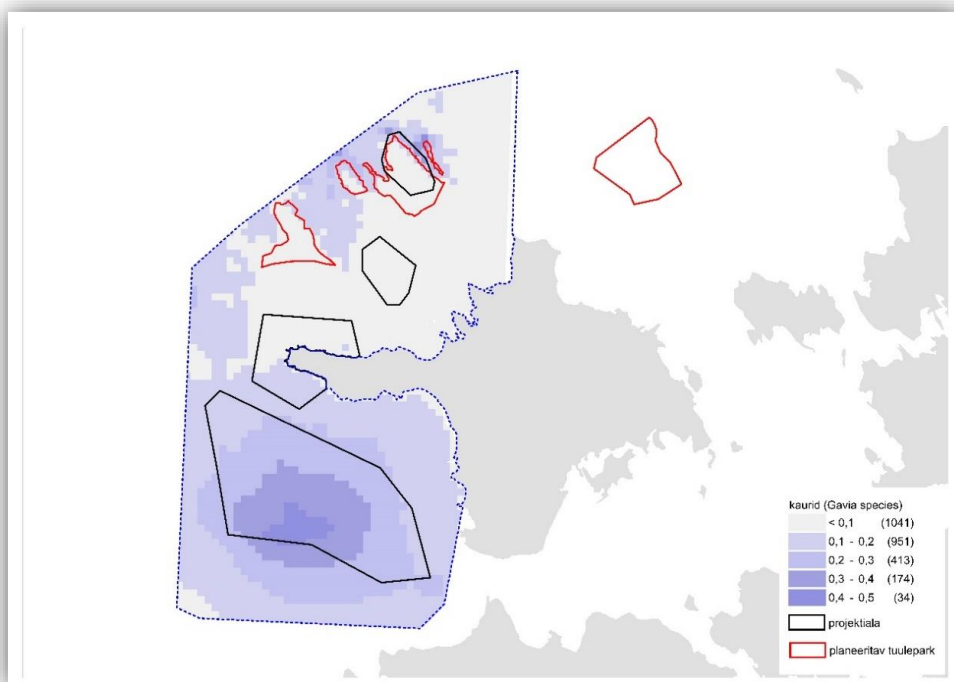 kaurid (Gavia species)
< 0,1 (1041)
0,1 - 0,2 (951)
0,2 - 0,3 (413)
0,3 - 0,4 (174)
0,4 - 0,5 (34)
projektiala
planeeritav tuulepark